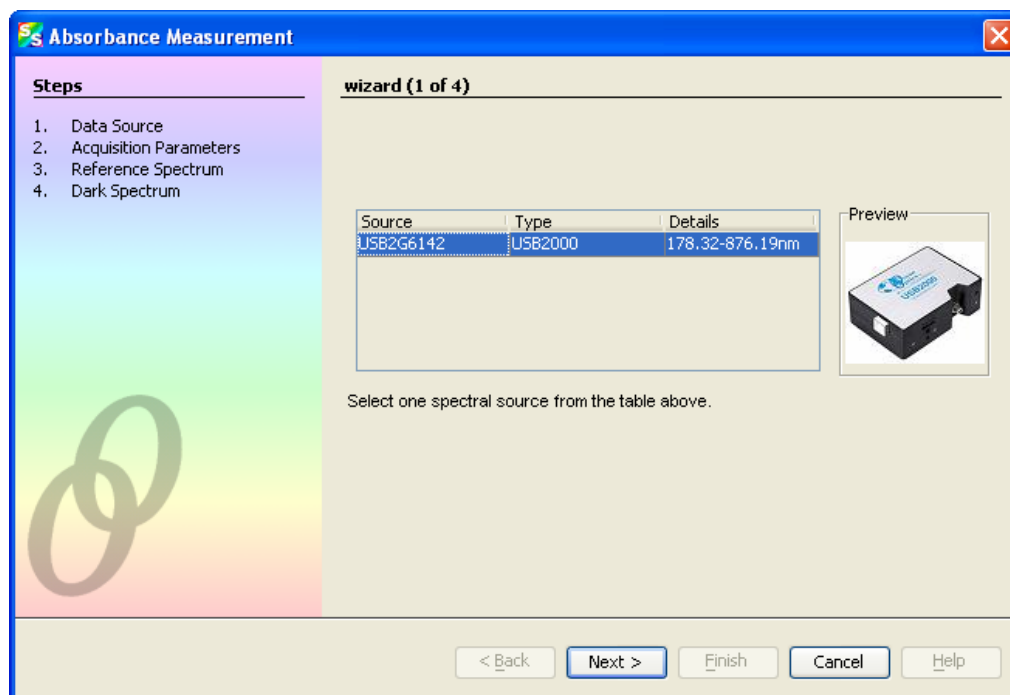 Absorbance Measurement
Steps
1. Data Source
2. Acquisition Parameters
3. Reference Spectrum
4. Dark Spectrum
wizard (1 of 4)
Source Type Details
USB2G6142 USB2000 178.32-876.19nm
Preview
USB2000
Select one spectral source from the table above.
< Back Next > Finish Cancel Help